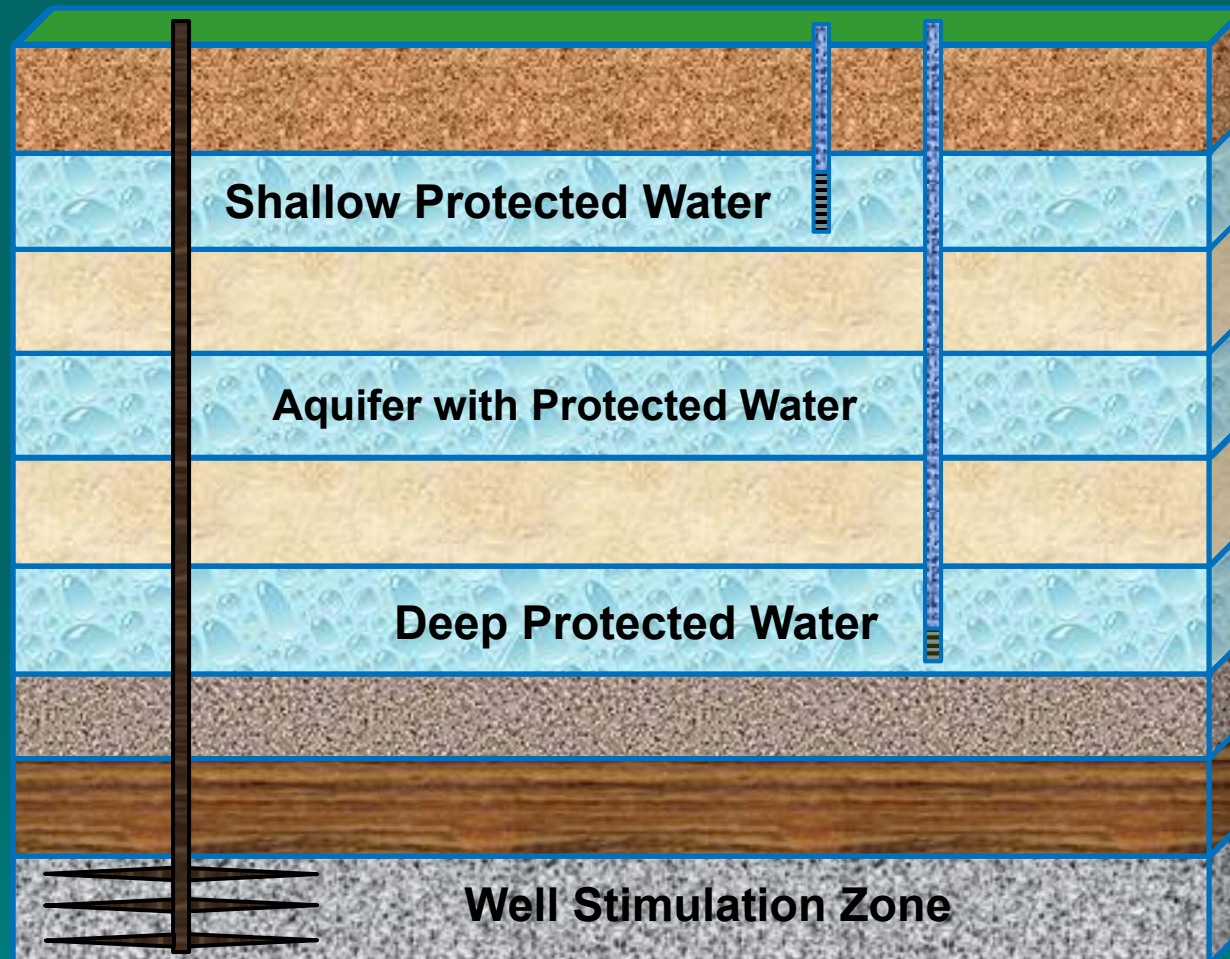 Shallow Protected Water
Aquifer with Protected Water
Deep Protected Water
Well Stimulation Zone